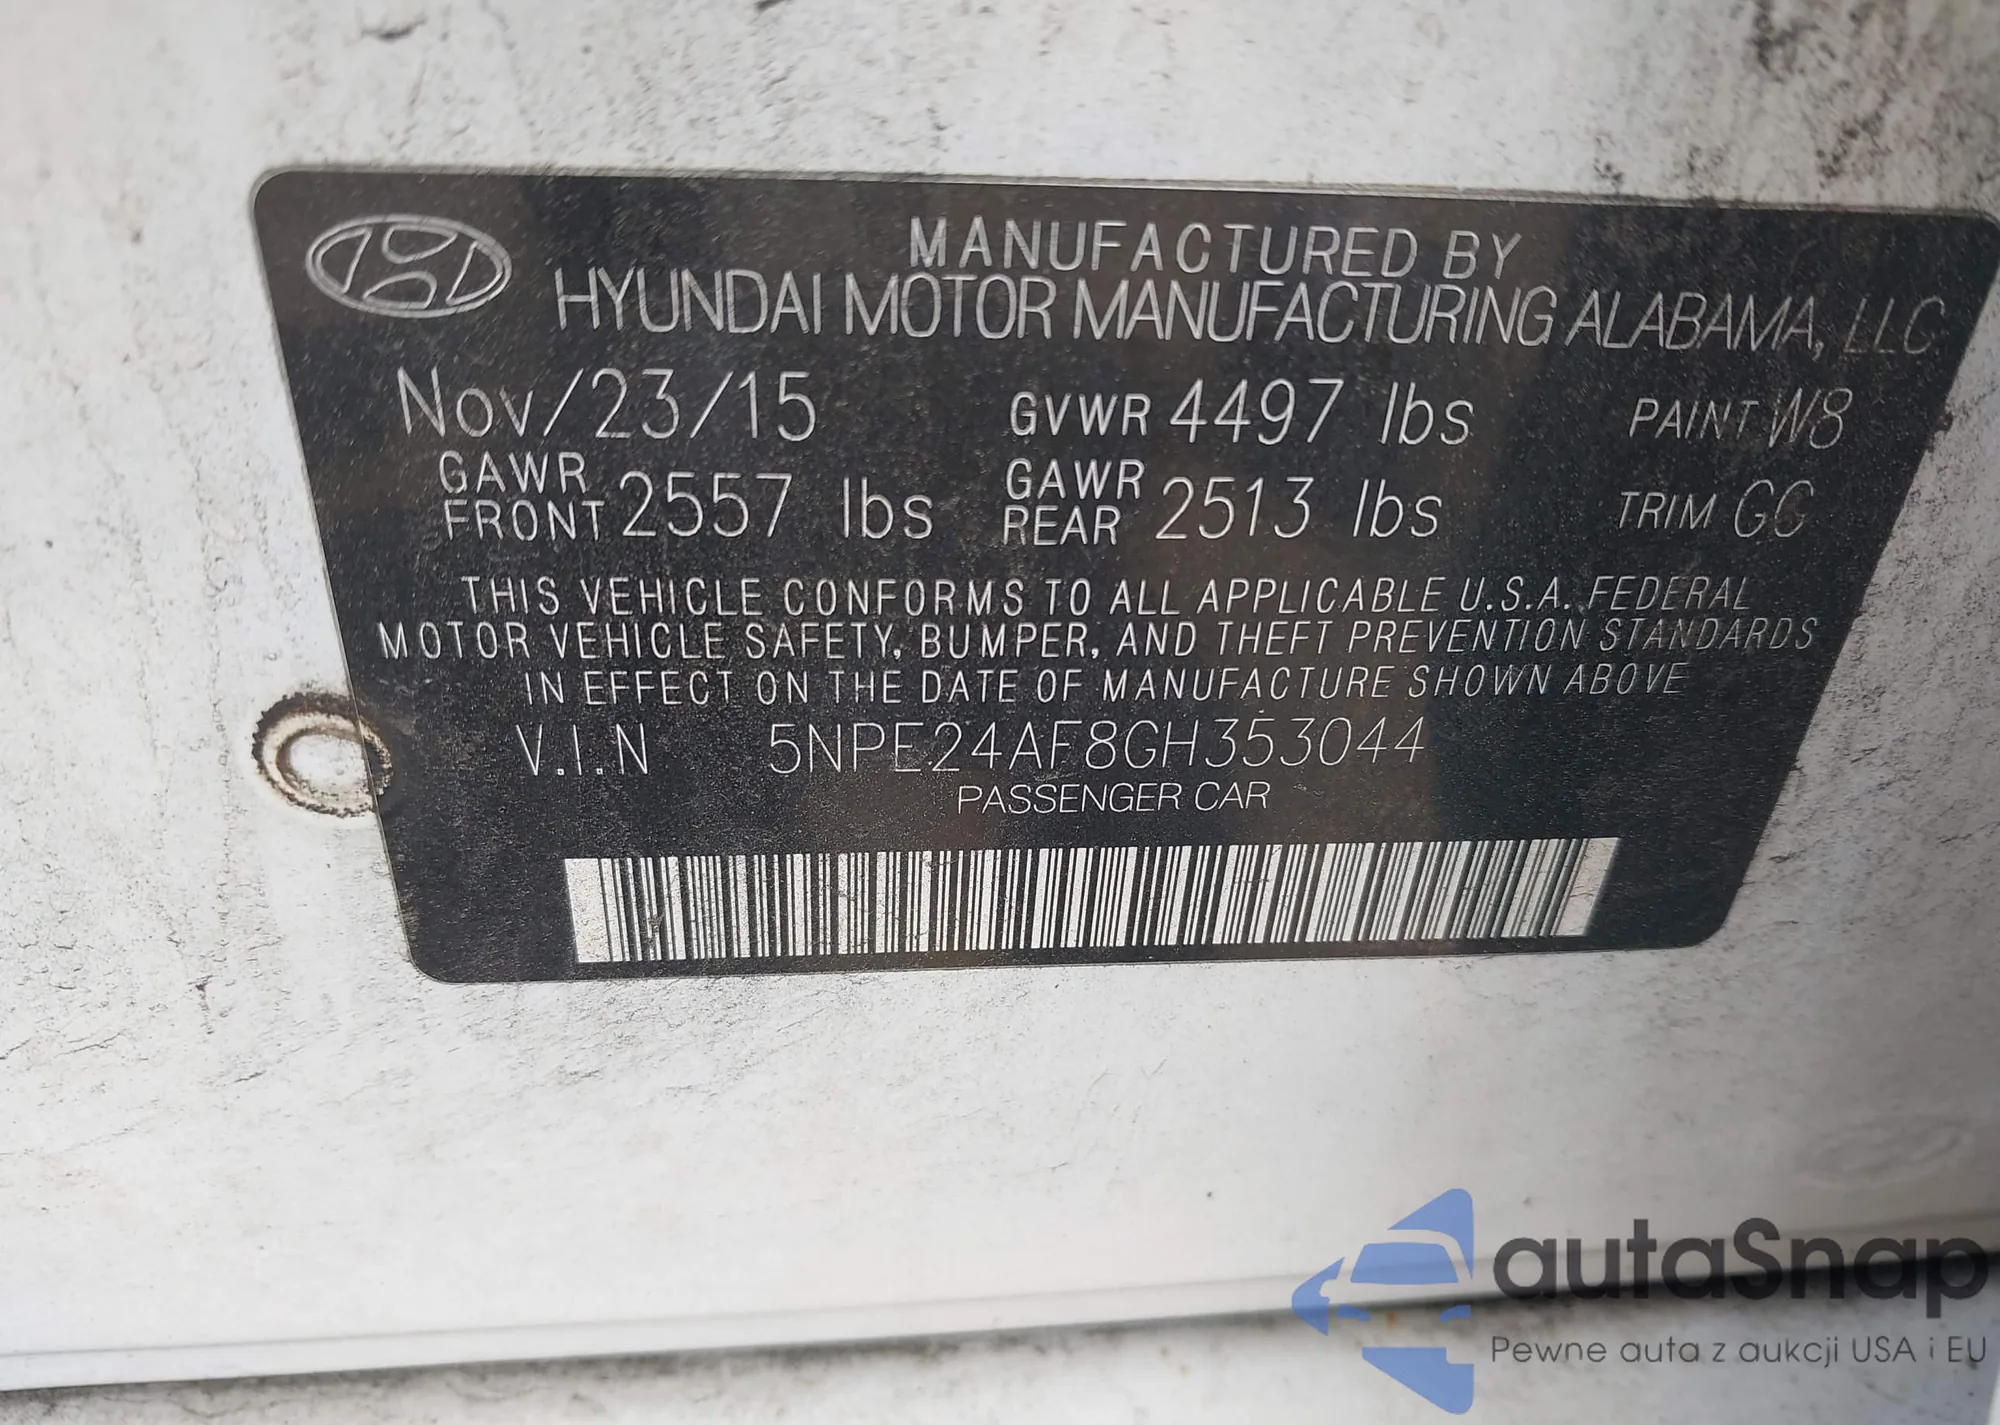 MANUFACTURED BY
HYUNDAI MOTOR MANUFACTURING ALABAMA, LLC
Nov/23/15 GVWR 4497 lbs PAINT W8
GAWR FRONT 2557 lbs GAWR REAR 2513 lbs TRIM GG
THIS VEHICLE CONFORMS TO ALL APPLICABLE U.S.A. FEDERAL
MOTOR VEHICLE SAFETY, BUMPER, AND THEFT PREVENTION STANDARDS
IN EFFECT ON THE DATE OF MANUFACTURE SHOWN ABOVE
V.I.N 5NPE24AF8GH353044
PASSENGER CAR
autaSnap
Pewne auta z aukcji USA i EU